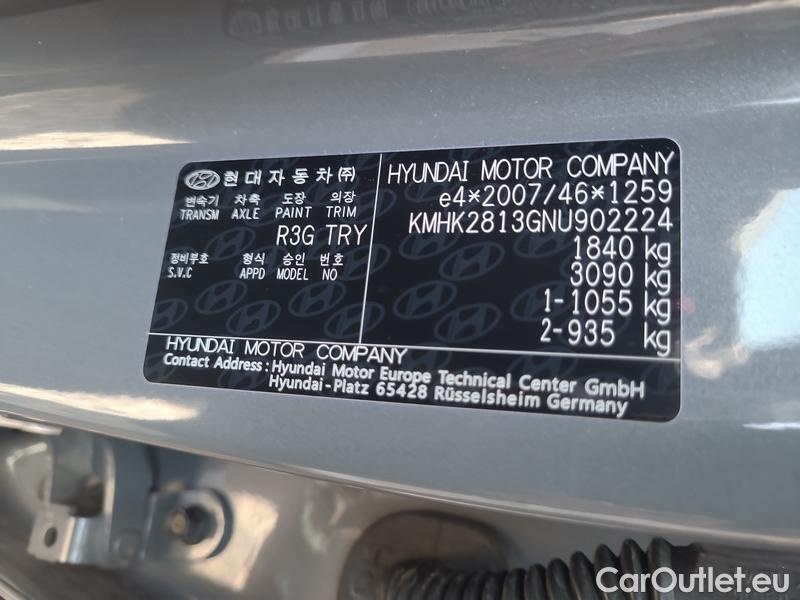 현대자동차㈜
변속기 차축 도장 의장
TRANSM AXLE PAINT TRIM
R3G TRY
정비부호 형식 승인 번호
S.V.C APPD MODEL NO
HYUNDAI MOTOR COMPANY
e4*2007/46*1259
KMHK2813GNU902224
1840 kg
3090 kg
1-1055 kg
2-935 kg
HYUNDAI MOTOR COMPANY
Contact Address : Hyundai Motor Europe Technical Center GmbH
Hyundai-Platz 65428 Rüsselsheim Germany
CarOutlet.eu